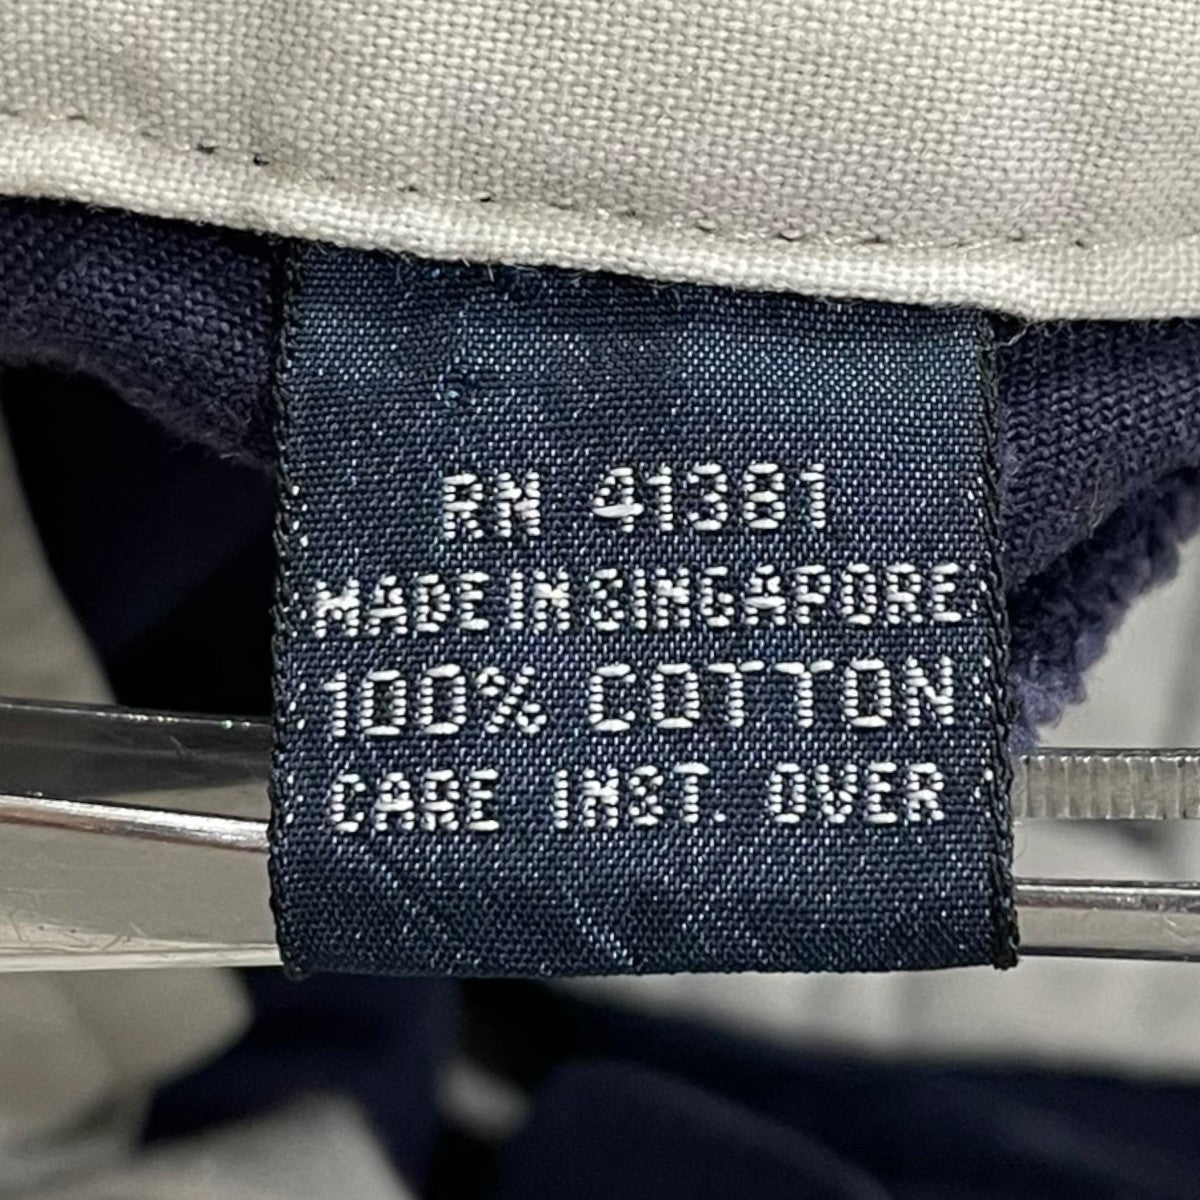 RN 41381
MADE IN SINGAPORE
100% COTTON
CARE INST. OVER